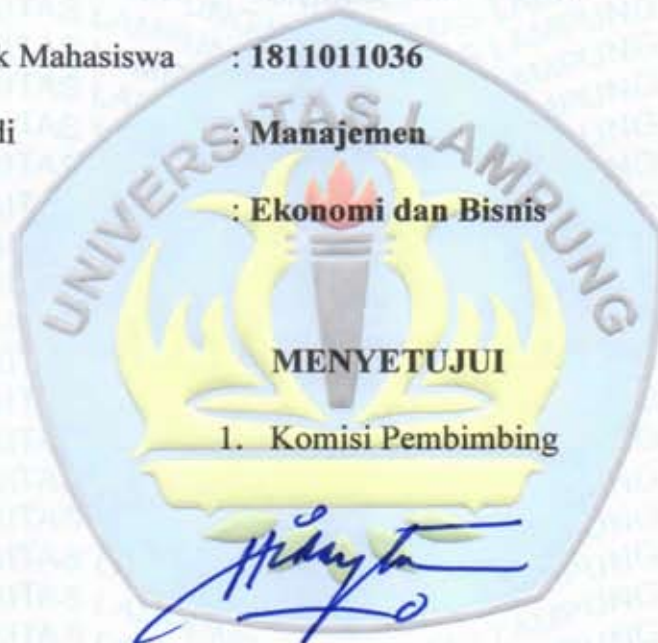 k Mahasiswa : 1811011036
di : Manajemen
: Ekonomi dan Bisnis
UNIVERSITAS LAMPUNG
MENYETUJUI
1. Komisi Pembimbing